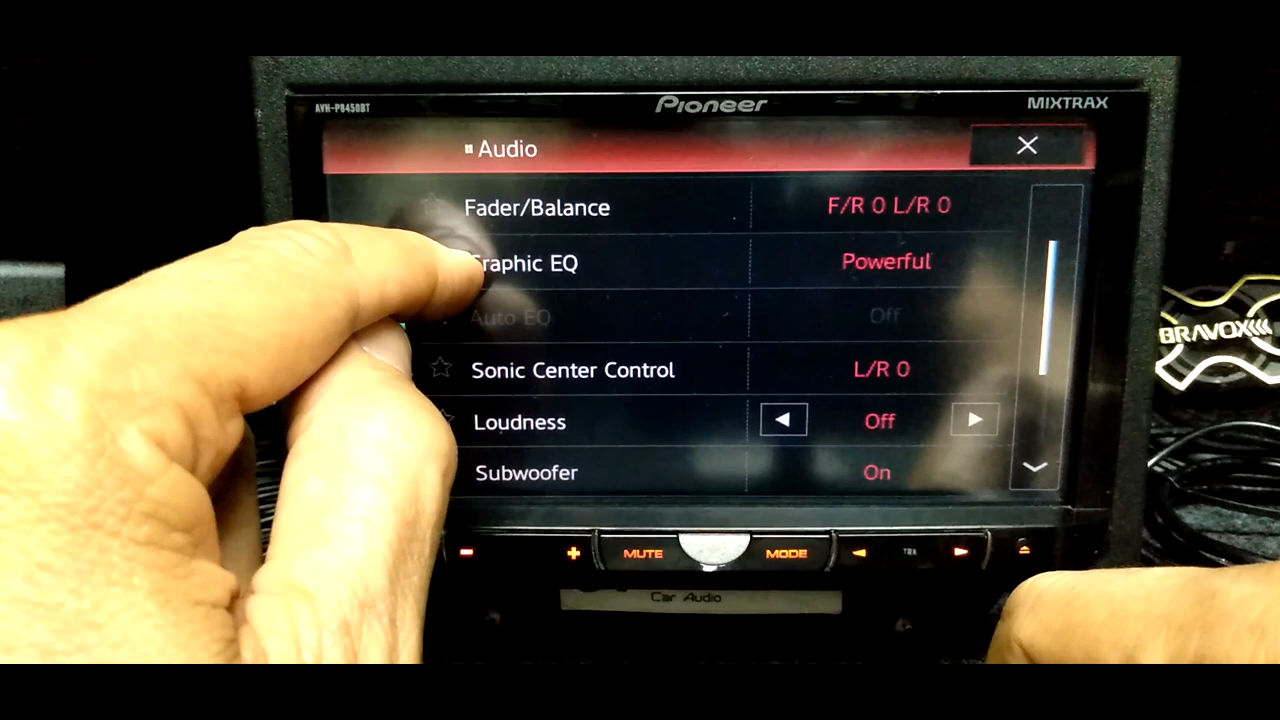 AVH-P8450BT
Pioneer
MIXTRAX
Audio
Fader/Balance F/R 0 L/R 0
Graphic EQ Powerful
Auto EQ Off
Sonic Center Control L/R 0
Loudness Off
Subwoofer On
MUTE MODE TRK
Car Audio
BRAVOX